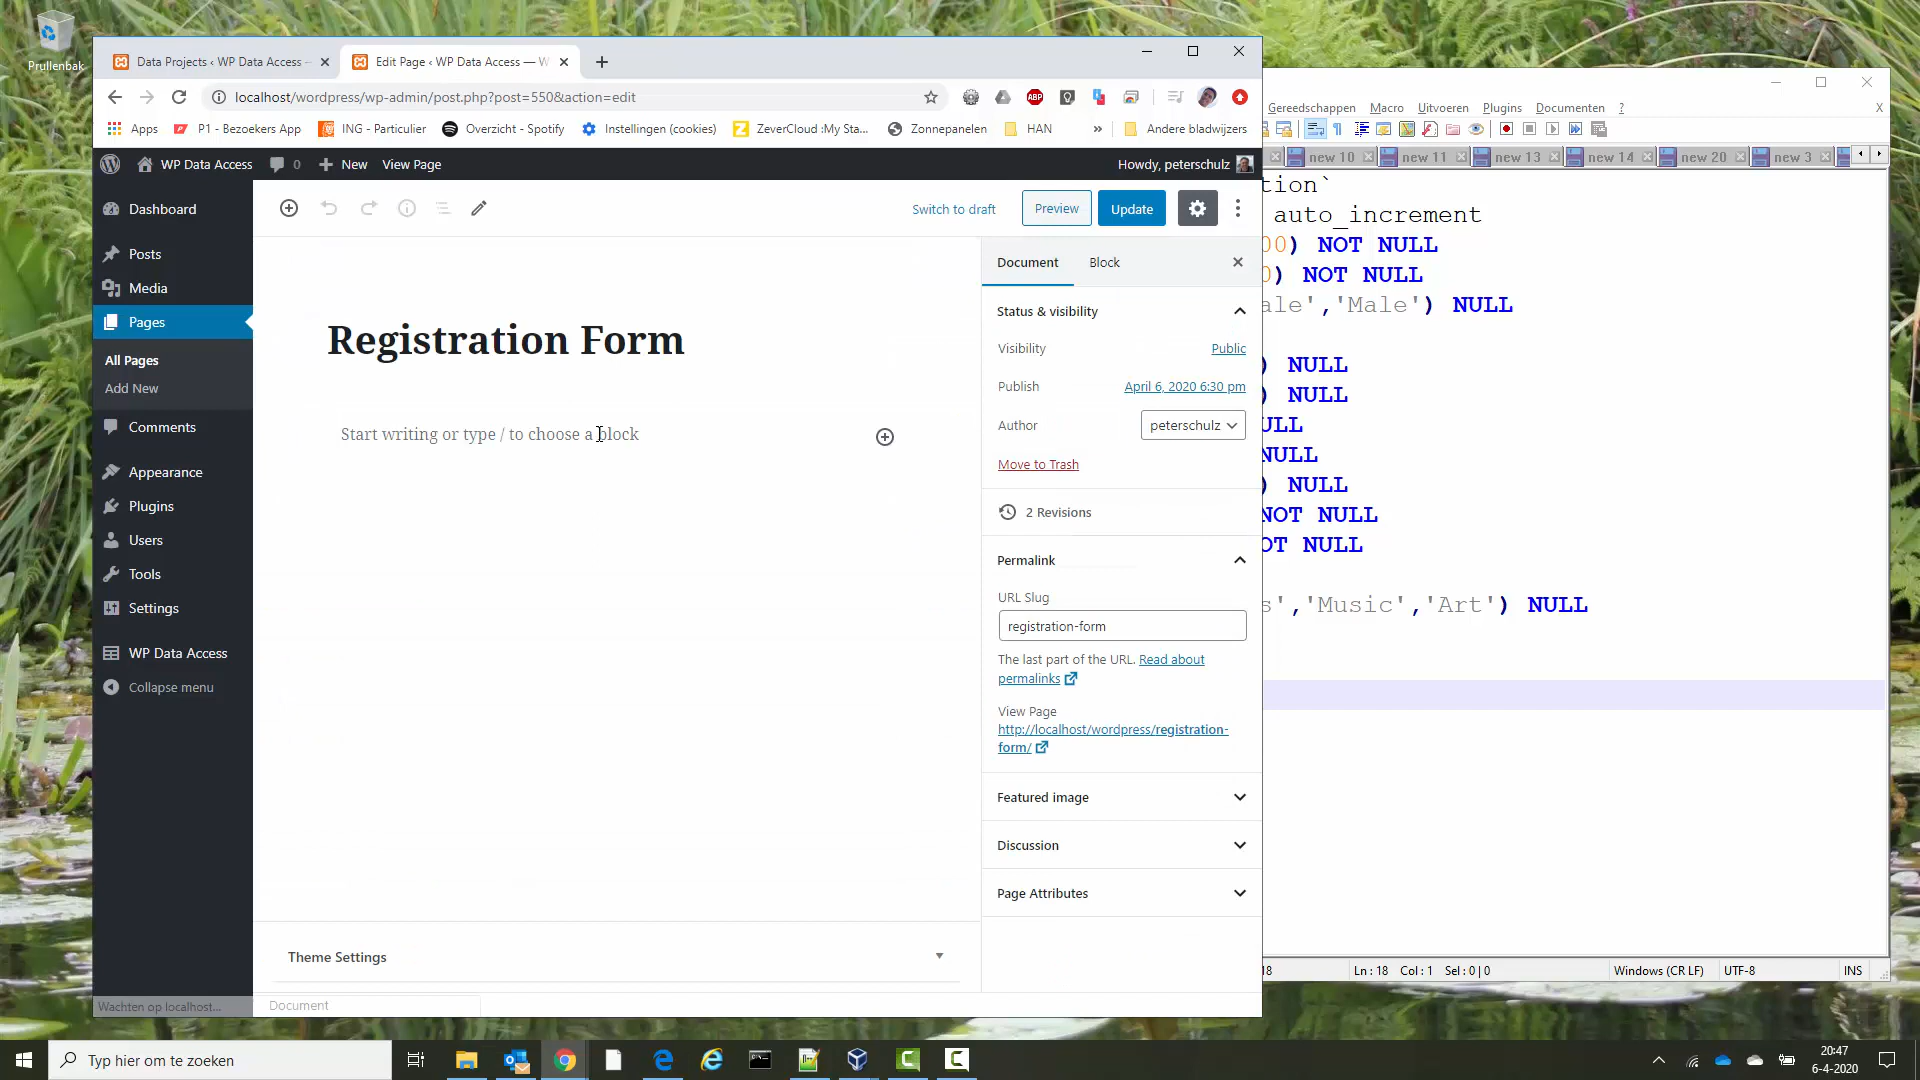 Prullenbak
Data Projects ‹ WP Data Access —
Edit Page ‹ WP Data Access — W
localhost/wordpress/wp-admin/post.php?post=550&action=edit
ABP
Apps
P1 - Bezoekers App
ING - Particulier
Overzicht - Spotify
Instellingen (cookies)
ZeverCloud :My Sta...
Zonnepanelen
HAN
»
Andere bladwijzers
WP Data Access
0
New
View Page
Howdy, peterschulz
Dashboard
Posts
Media
Pages
All Pages
Add New
Comments
Appearance
Plugins
Users
Tools
Settings
WP Data Access
Collapse menu
Wachten op localhost...
Switch to draft
Preview
Update
Registration Form
Start writing or type / to choose a block
Theme Settings
Document
Document
Block
Status & visibility
Visibility
Public
Publish
April 6, 2020 6:30 pm
Author
peterschulz
Move to Trash
2 Revisions
Permalink
URL Slug
registration-form
The last part of the URL. Read about
permalinks
View Page
http://localhost/wordpress/registration-
form/
Featured image
Discussion
Page Attributes
Gereedschappen
Macro
Uitvoeren
Plugins
Documenten
?
X
new 10
new 11
new 13
new 14
new 20
new 3
tion`
auto_increment
00) NOT NULL
0) NOT NULL
ale','Male') NULL
) NULL
) NULL
ULL
NULL
) NULL
NOT NULL
OT NULL
s','Music','Art') NULL
18
Ln : 18 Col : 1 Sel : 0 | 0
Windows (CR LF)
UTF-8
INS
Typ hier om te zoeken
20:47
6-4-2020